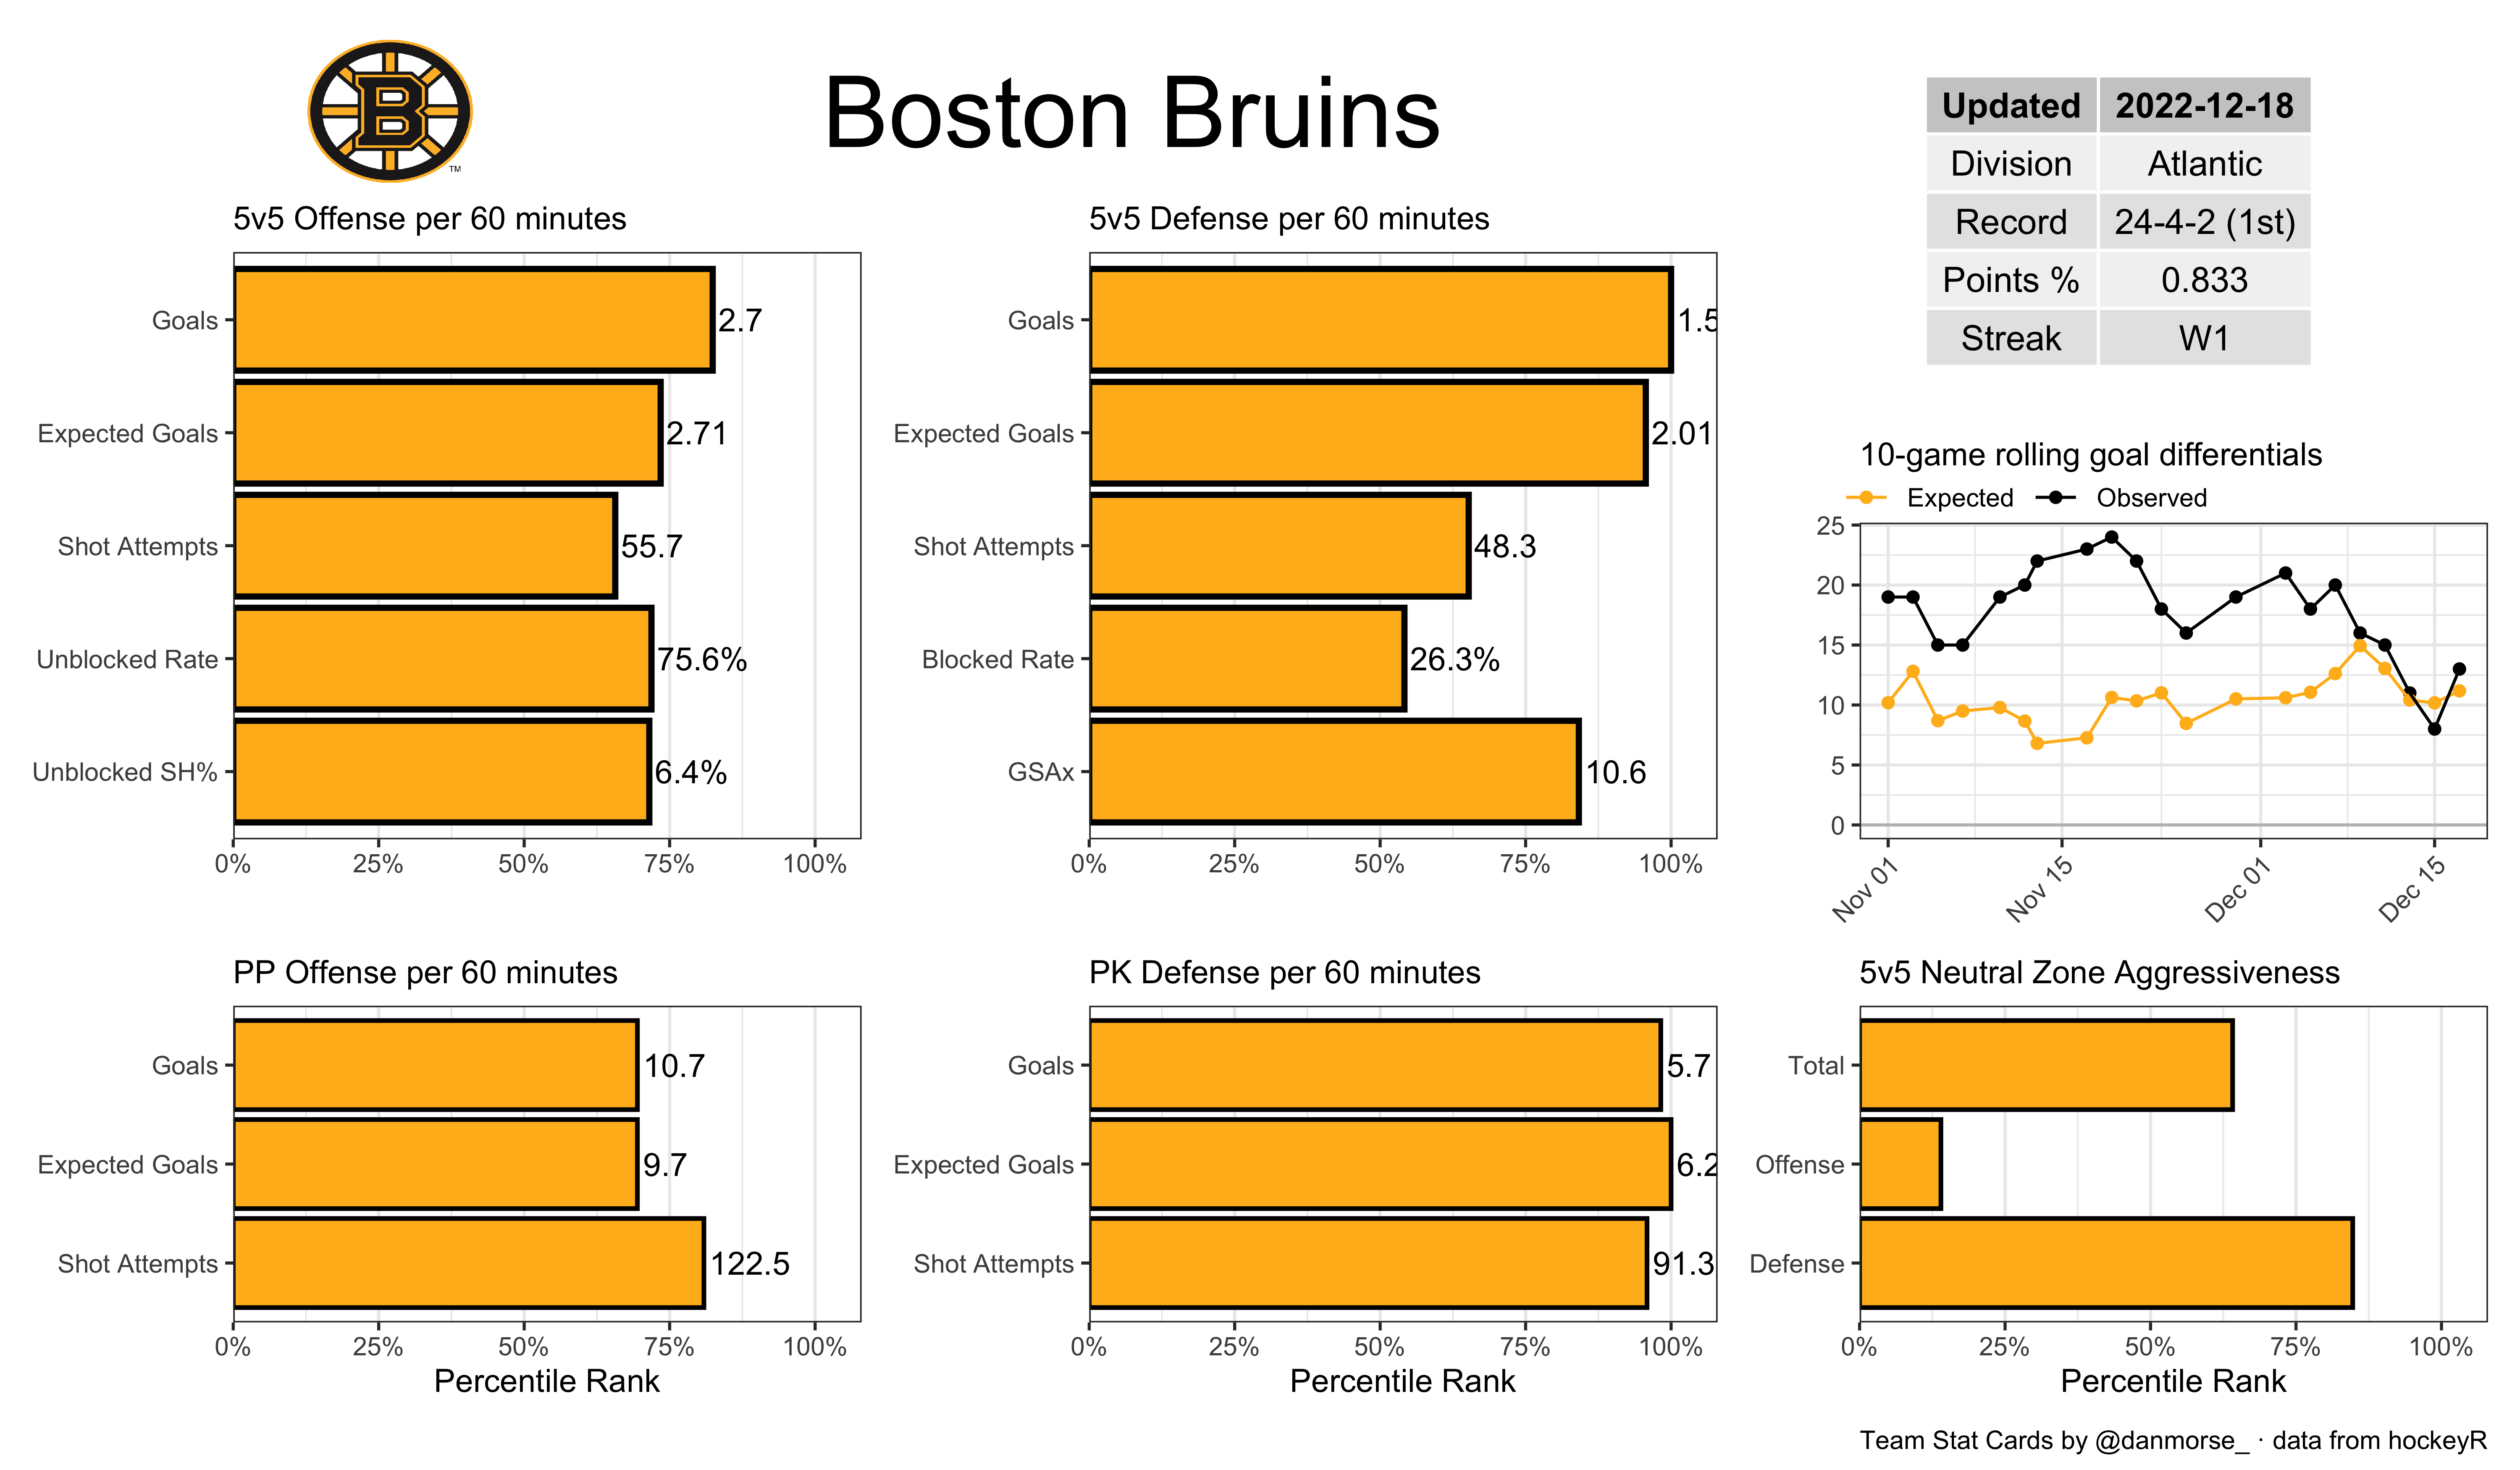 B
TM
Boston Bruins
Updated 2022-12-18
Division Atlantic
Record 24-4-2 (1st)
Points % 0.833
Streak W1
5v5 Offense per 60 minutes
Goals 2.7
Expected Goals 2.71
Shot Attempts 55.7
Unblocked Rate 75.6%
Unblocked SH% 6.4%
0% 25% 50% 75% 100%
5v5 Defense per 60 minutes
Goals 1.5
Expected Goals 2.01
Shot Attempts 48.3
Blocked Rate 26.3%
GSAx 10.6
0% 25% 50% 75% 100%
10-game rolling goal differentials
Expected Observed
25
20
15
10
5
0
Nov 01 Nov 15 Dec 01 Dec 15
PP Offense per 60 minutes
Goals 10.7
Expected Goals 9.7
Shot Attempts 122.5
0% 25% 50% 75% 100%
Percentile Rank
PK Defense per 60 minutes
Goals 5.7
Expected Goals 6.2
Shot Attempts 91.3
0% 25% 50% 75% 100%
Percentile Rank
5v5 Neutral Zone Aggressiveness
Total
Offense
Defense
0% 25% 50% 75% 100%
Percentile Rank
Team Stat Cards by @danmorse_ · data from hockeyR